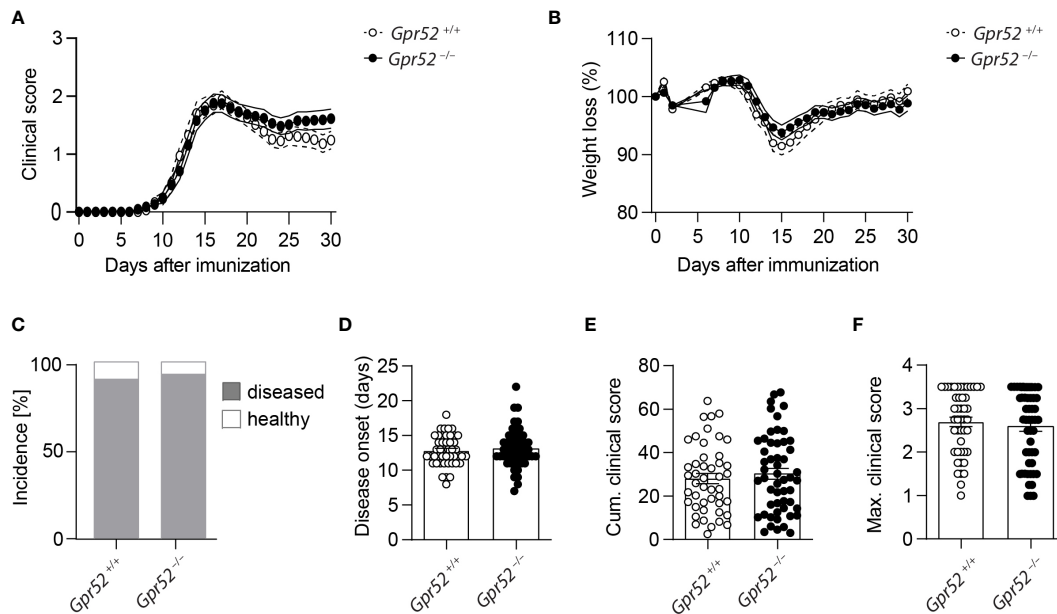 A
Clinical score
3
2
1
0
0 5 10 15 20 25 30
Days after imunization
Gpr52 +/+
Gpr52 −/−
B
Weight loss (%)
110
100
90
80
0 5 10 15 20 25 30
Days after immunization
Gpr52 +/+
Gpr52 −/−
C
Incidence [%]
100
50
0
Gpr52 +/+
Gpr52 −/−
diseased
healthy
D
Disease onset (days)
25
20
15
10
5
0
Gpr52 +/+
Gpr52 −/−
E
Cum. clinical score
80
60
40
20
0
Gpr52 +/+
Gpr52 −/−
F
Max. clinical score
4
3
2
1
0
Gpr52 +/+
Gpr52 −/−